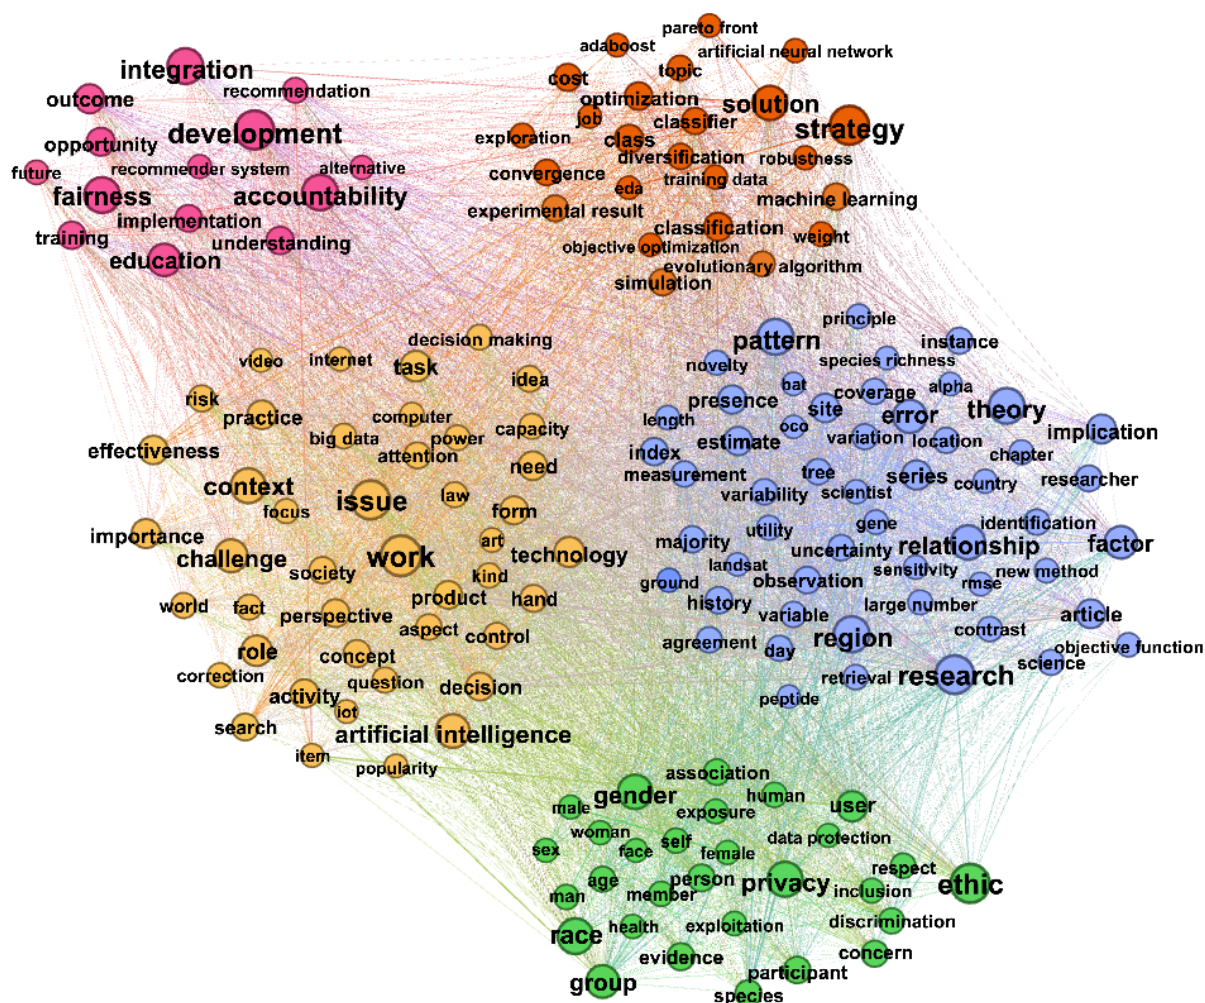 integration
outcome
recommendation
development
opportunity
future
recommender system
alternative
fairness
accountability
implementation
training
understanding
education
pareto front
adaboost
artificial neural network
cost
topic
optimization
solution
job
classifier
strategy
exploration
class
diversification
robustness
convergence
training data
eda
machine learning
experimental result
classification
weight
objective optimization
evolutionary algorithm
simulation
decision making
video
internet
task
idea
risk
practice
computer
capacity
big data
power
effectiveness
attention
need
context
issue
law
focus
form
importance
challenge
work
art
technology
society
kind
product
hand
world
fact
perspective
aspect
control
role
concept
correction
question
decision
activity
iot
search
artificial intelligence
item
popularity
principle
pattern
instance
novelty
species richness
bat
presence
coverage
alpha
site
error
theory
length
oco
implication
estimate
variation
location
index
chapter
measurement
tree
series
country
researcher
variability
scientist
utility
gene
identification
majority
uncertainty
relationship
factor
landsat
sensitivity
new method
ground
observation
rmse
history
variable
large number
article
agreement
day
region
contrast
objective function
retrieval
research
science
peptide
association
gender
human
user
male
exposure
woman
self
data protection
sex
face
female
respect
age
person
privacy
ethic
man
member
inclusion
health
exploitation
discrimination
race
evidence
concern
group
participant
species